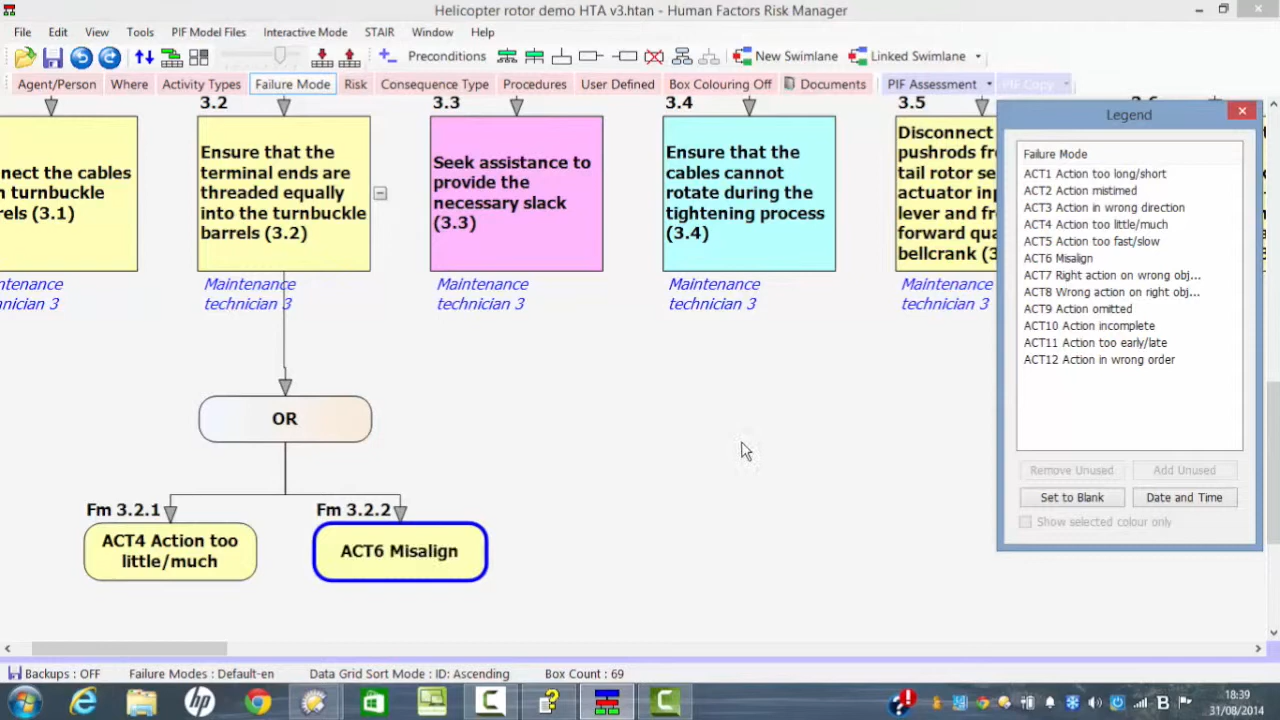 Helicopter rotor demo HTA v3.htan - Human Factors Risk Manager
File Edit View Tools PIF Model Files Interactive Mode STAIR Window Help
Preconditions New Swimlane Linked Swimlane
Agent/Person Where Activity Types Failure Mode Risk Consequence Type Procedures User Defined Box Colouring Off Documents PIF Assessment PIF Copy
3.2 3.3 3.4 3.5
nect the cables
turnbuckle
rels (3.1)
Ensure that the
terminal ends are
threaded equally
into the turnbuckle
barrels (3.2)
Seek assistance to
provide the
necessary slack
(3.3)
Ensure that the
cables cannot
rotate during the
tightening process
(3.4)
Disconnect
pushrods fr
tail rotor se
actuator inp
lever and fr
forward qua
bellcrank (3
ntenance
nician 3
Maintenance
technician 3
Maintenance
technician 3
Maintenance
technician 3
Maintenance
technician 3
OR
Fm 3.2.1
ACT4 Action too
little/much
Fm 3.2.2
ACT6 Misalign
Legend
Failure Mode
ACT1 Action too long/short
ACT2 Action mistimed
ACT3 Action in wrong direction
ACT4 Action too little/much
ACT5 Action too fast/slow
ACT6 Misalign
ACT7 Right action on wrong obj...
ACT8 Wrong action on right obj...
ACT9 Action omitted
ACT10 Action incomplete
ACT11 Action too early/late
ACT12 Action in wrong order
Remove Unused Add Unused
Set to Blank Date and Time
Show selected colour only
Backups : OFF Failure Modes : Default-en Data Grid Sort Mode : ID: Ascending Box Count : 69
18:39
31/08/2014